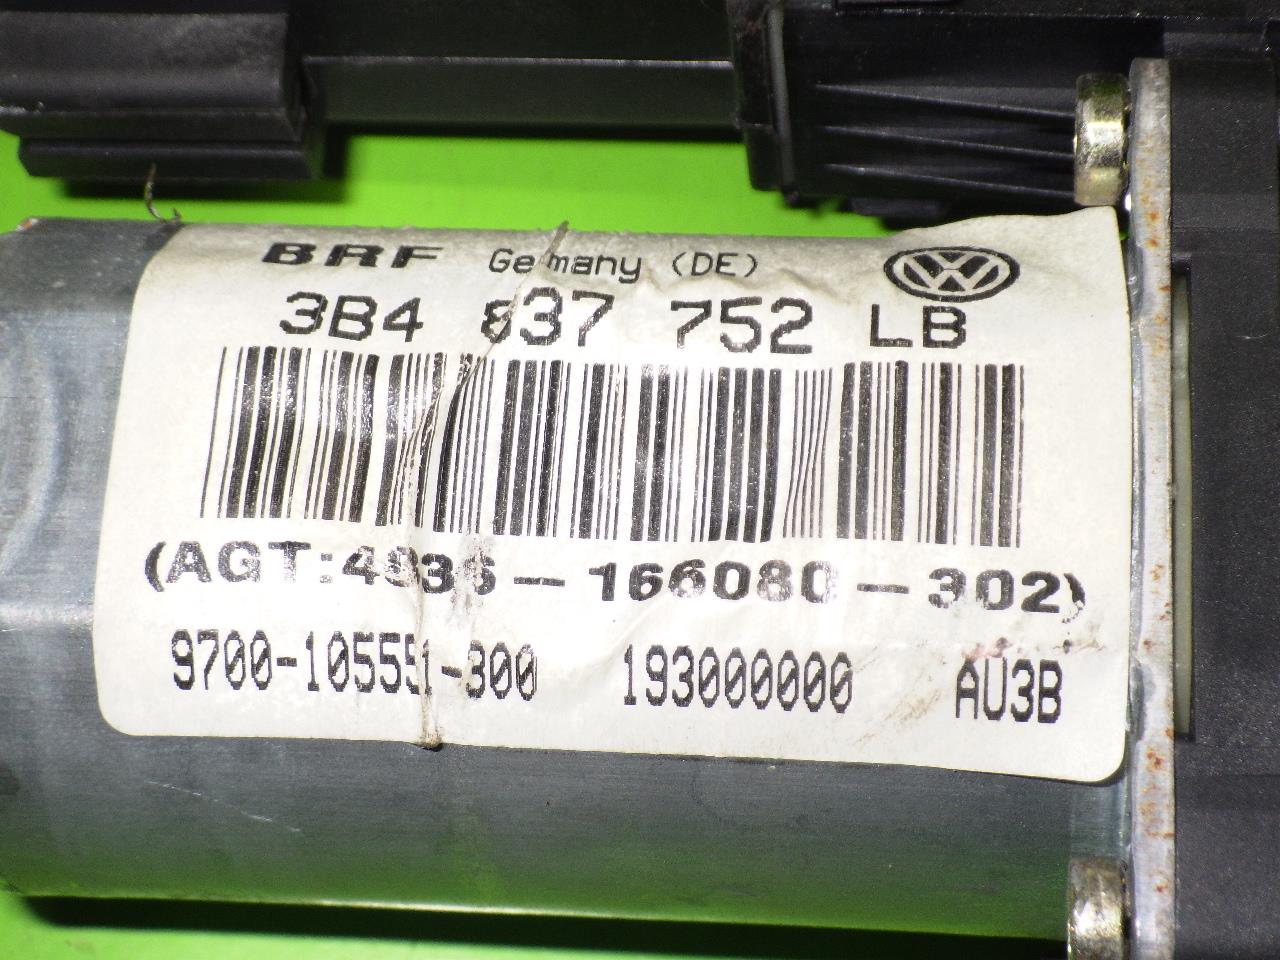 BRF Germany (DE)
3B4 837 752 LB
(AGT:4936-166080-302)
9700-105551-300 193000000 AU3B